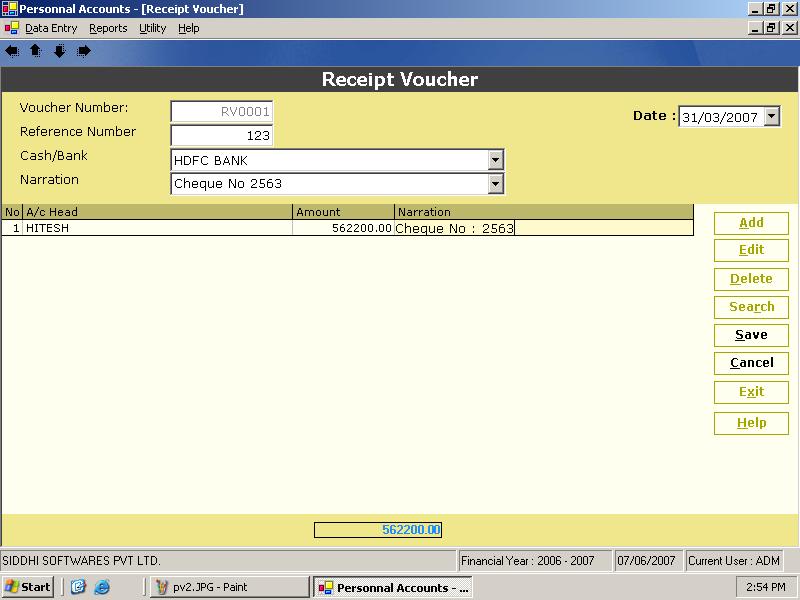 Personnal Accounts - [Receipt Voucher]
Data Entry Reports Utility Help
Receipt Voucher
Voucher Number: RV0001
Date : 31/03/2007
Reference Number 123
Cash/Bank HDFC BANK
Narration Cheque No 2563
No A/c Head Amount Narration
1 HITESH 562200.00 Cheque No : 2563
Add
Edit
Delete
Search
Save
Cancel
Exit
Help
562200.00
SIDDHI SOFTWARES PVT LTD. Financial Year : 2006 - 2007 07/06/2007 Current User : ADM
Start pv2.JPG - Paint Personnal Accounts - ... 2:54 PM